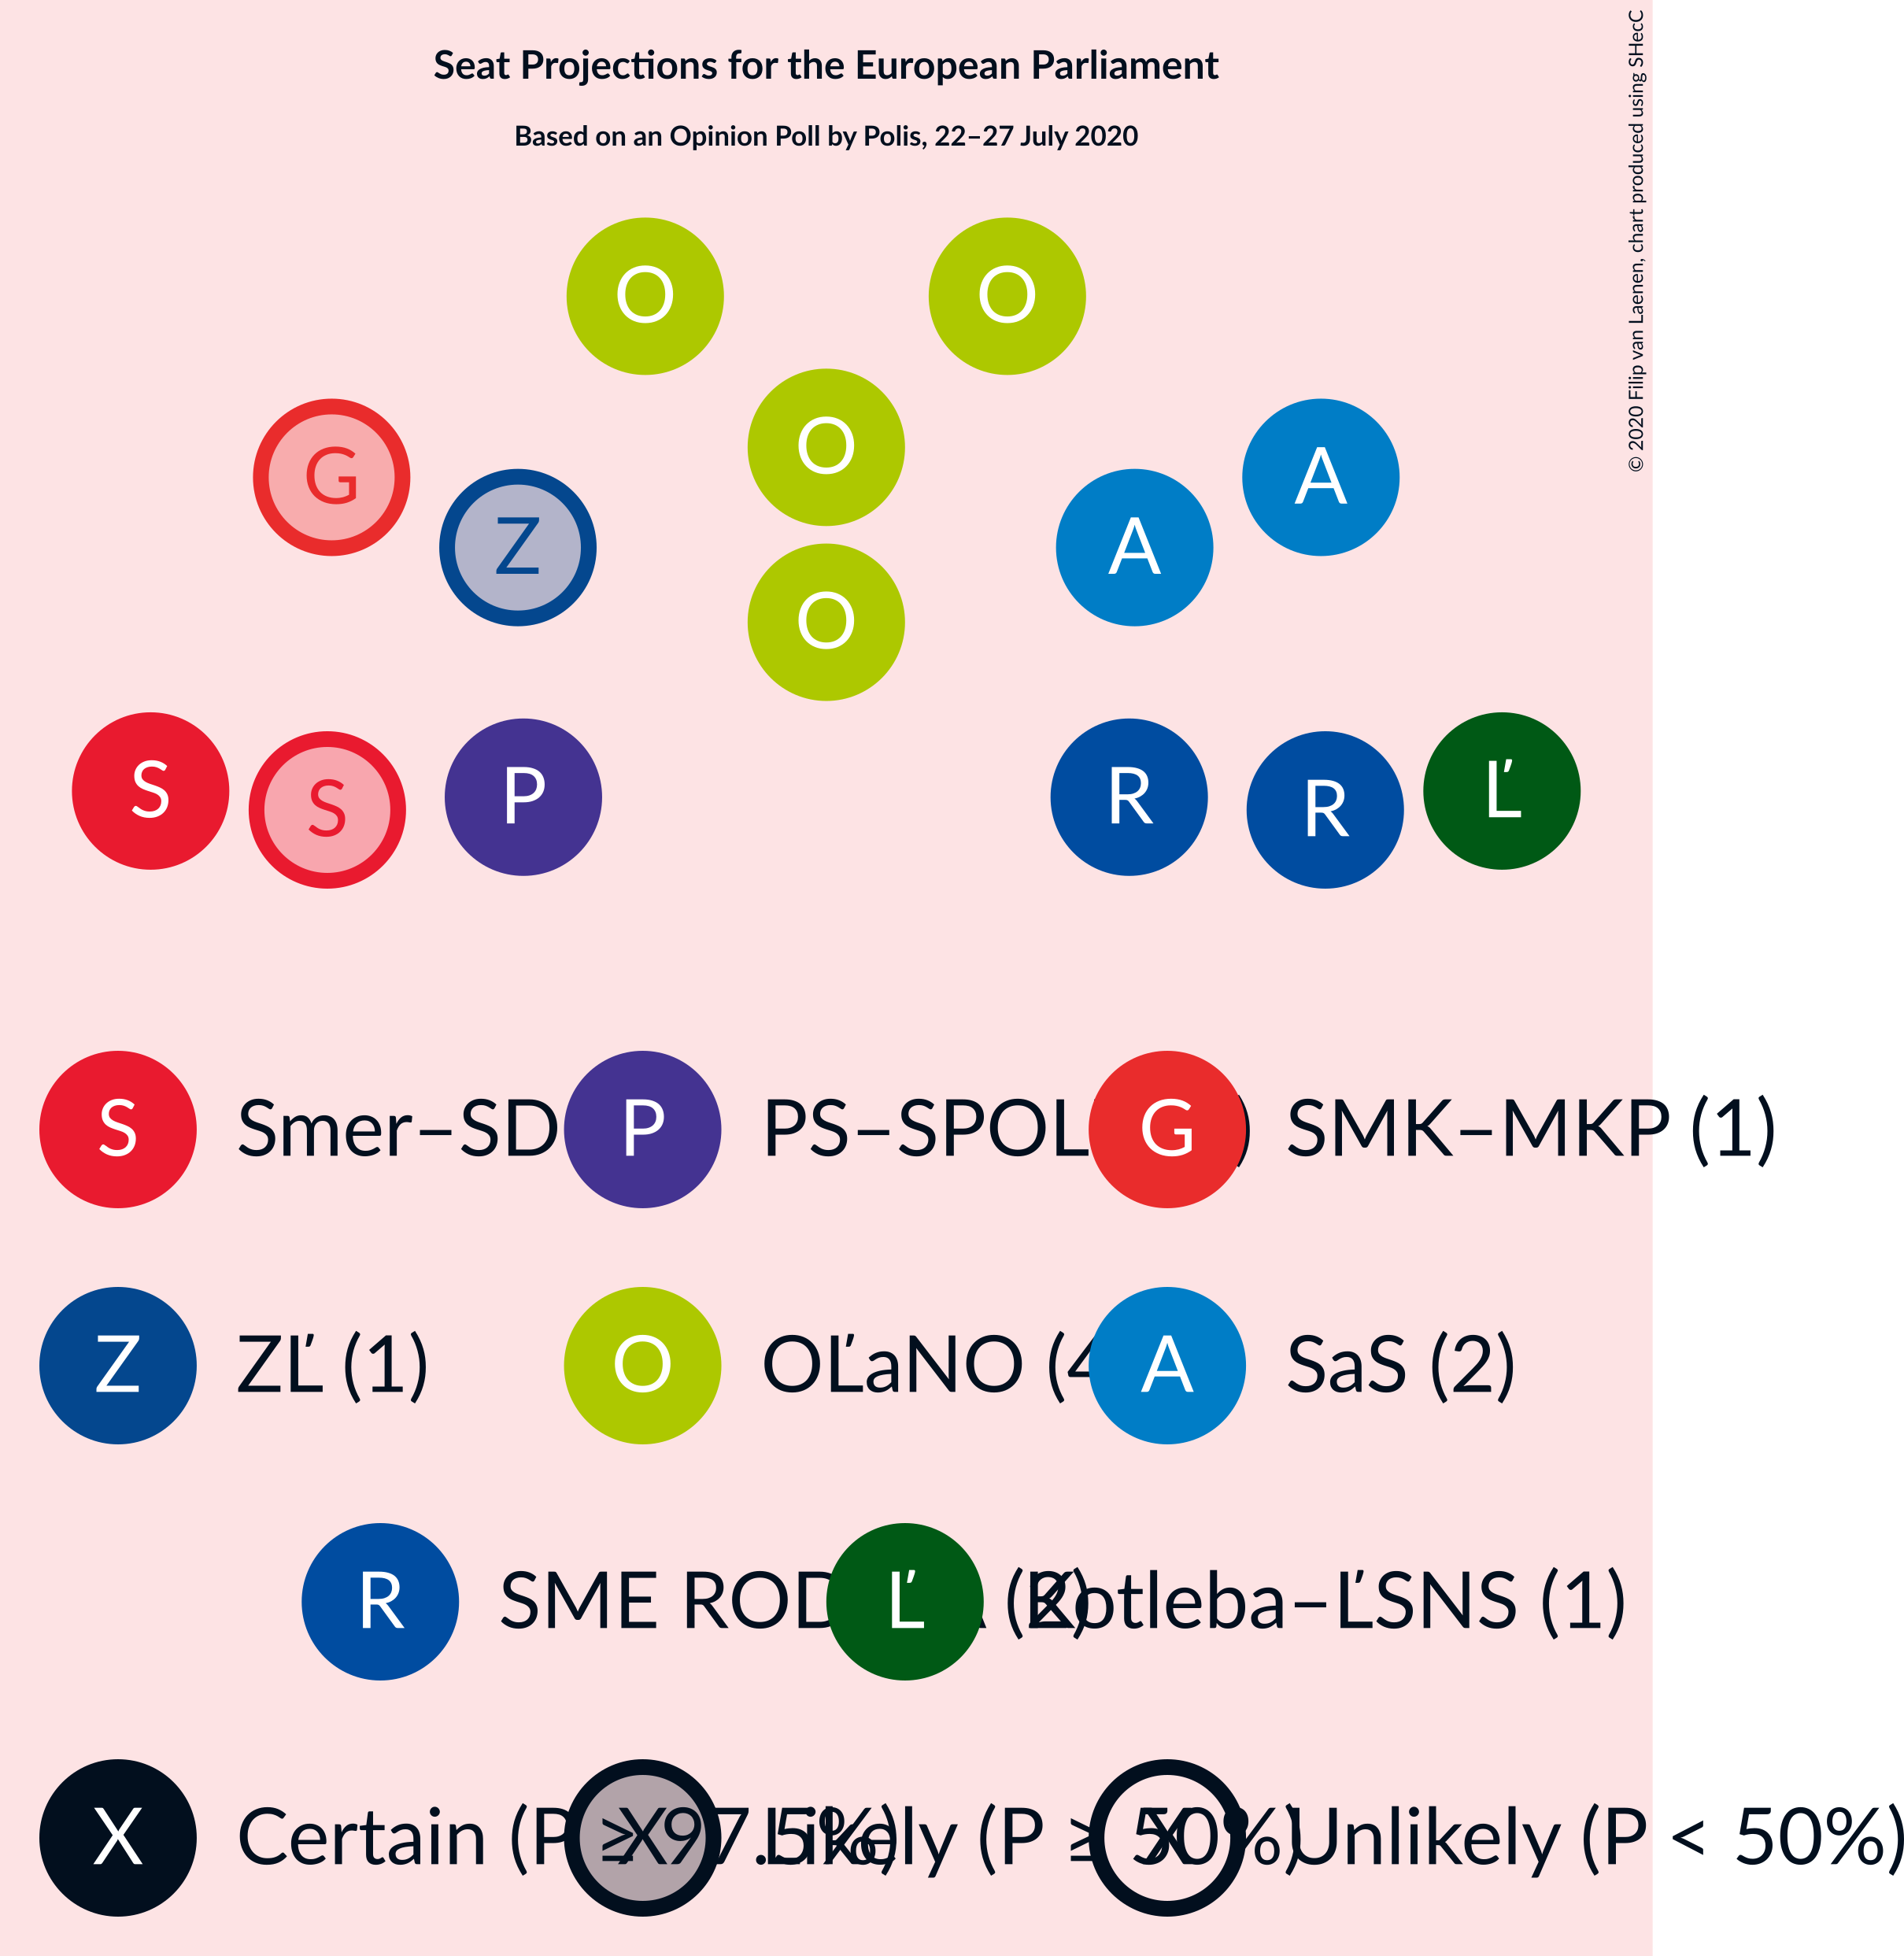 Seat Projections for the European Parliament
Based on an Opinion Poll by Polis, 22–27 July 2020
© 2020 Filip van Laenen, chart produced using SHecC
O O
O
G A
Z A
O
S P R Ľ
S R
S Smer–SD P PS–SPOL G SMK–MKP (1)
Z ZĽ (1) O OĽaNO (4 A SaS (2)
R SME ROD Ľ (2) Kotleba–ĽSNS (1)
X Certain (P ≥ 97.5%) X Likely (P ≥ 50%) X Unlikely (P < 50%)